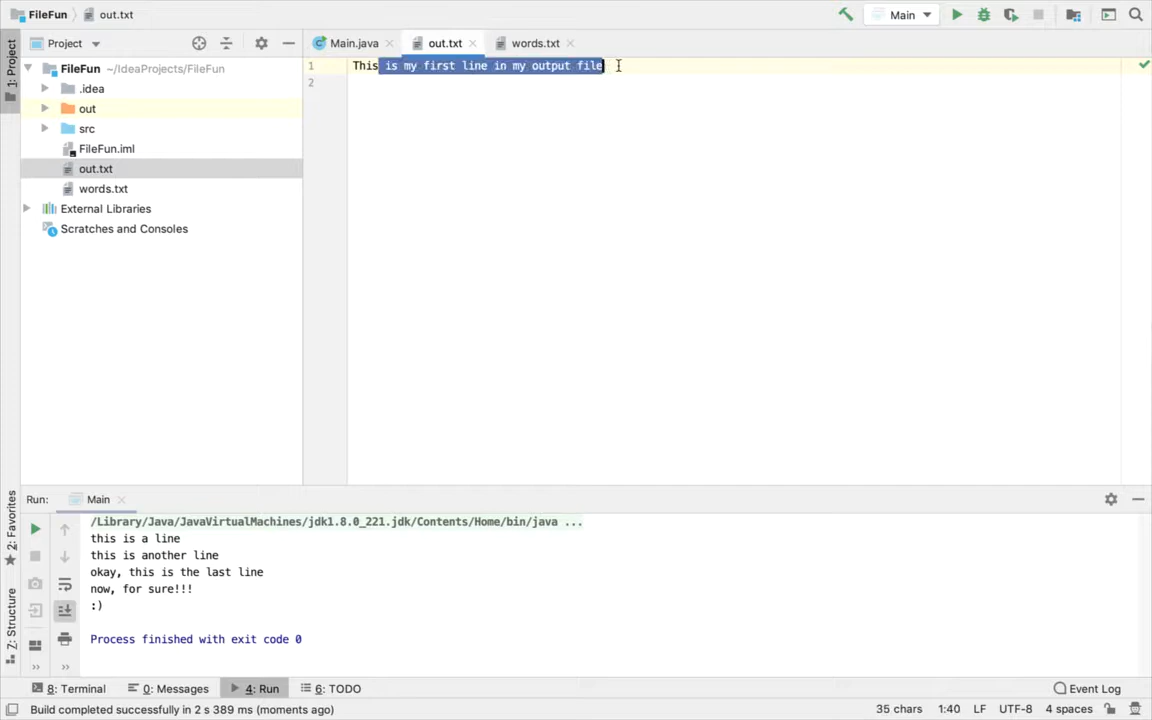 FileFun
out.txt
Main
1: Project
Project
Main.java
out.txt
words.txt
FileFun ~/IdeaProjects/FileFun
.idea
out
src
FileFun.iml
out.txt
words.txt
External Libraries
Scratches and Consoles
1 This is my first line in my output file
2
2: Favorites
Z: Structure
Run: Main
/Library/Java/JavaVirtualMachines/jdk1.8.0_221.jdk/Contents/Home/bin/java ...
this is a line
this is another line
okay, this is the last line
now, for sure!!!
:)
Process finished with exit code 0
>> >>
8: Terminal 0: Messages 4: Run 6: TODO Event Log
Build completed successfully in 2 s 389 ms (moments ago) 35 chars 1:40 LF UTF-8 4 spaces